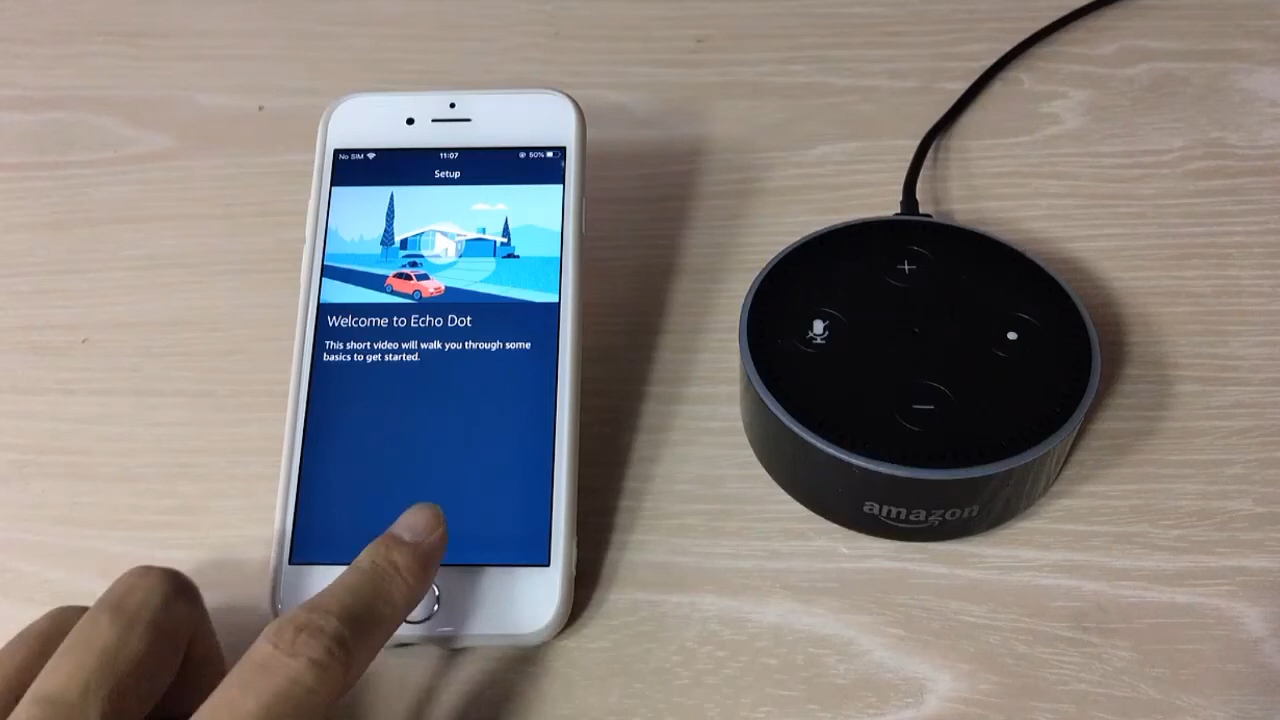 No SIM
11:07
50%
Setup
Welcome to Echo Dot
This short video will walk you through some
basics to get started.
amazon